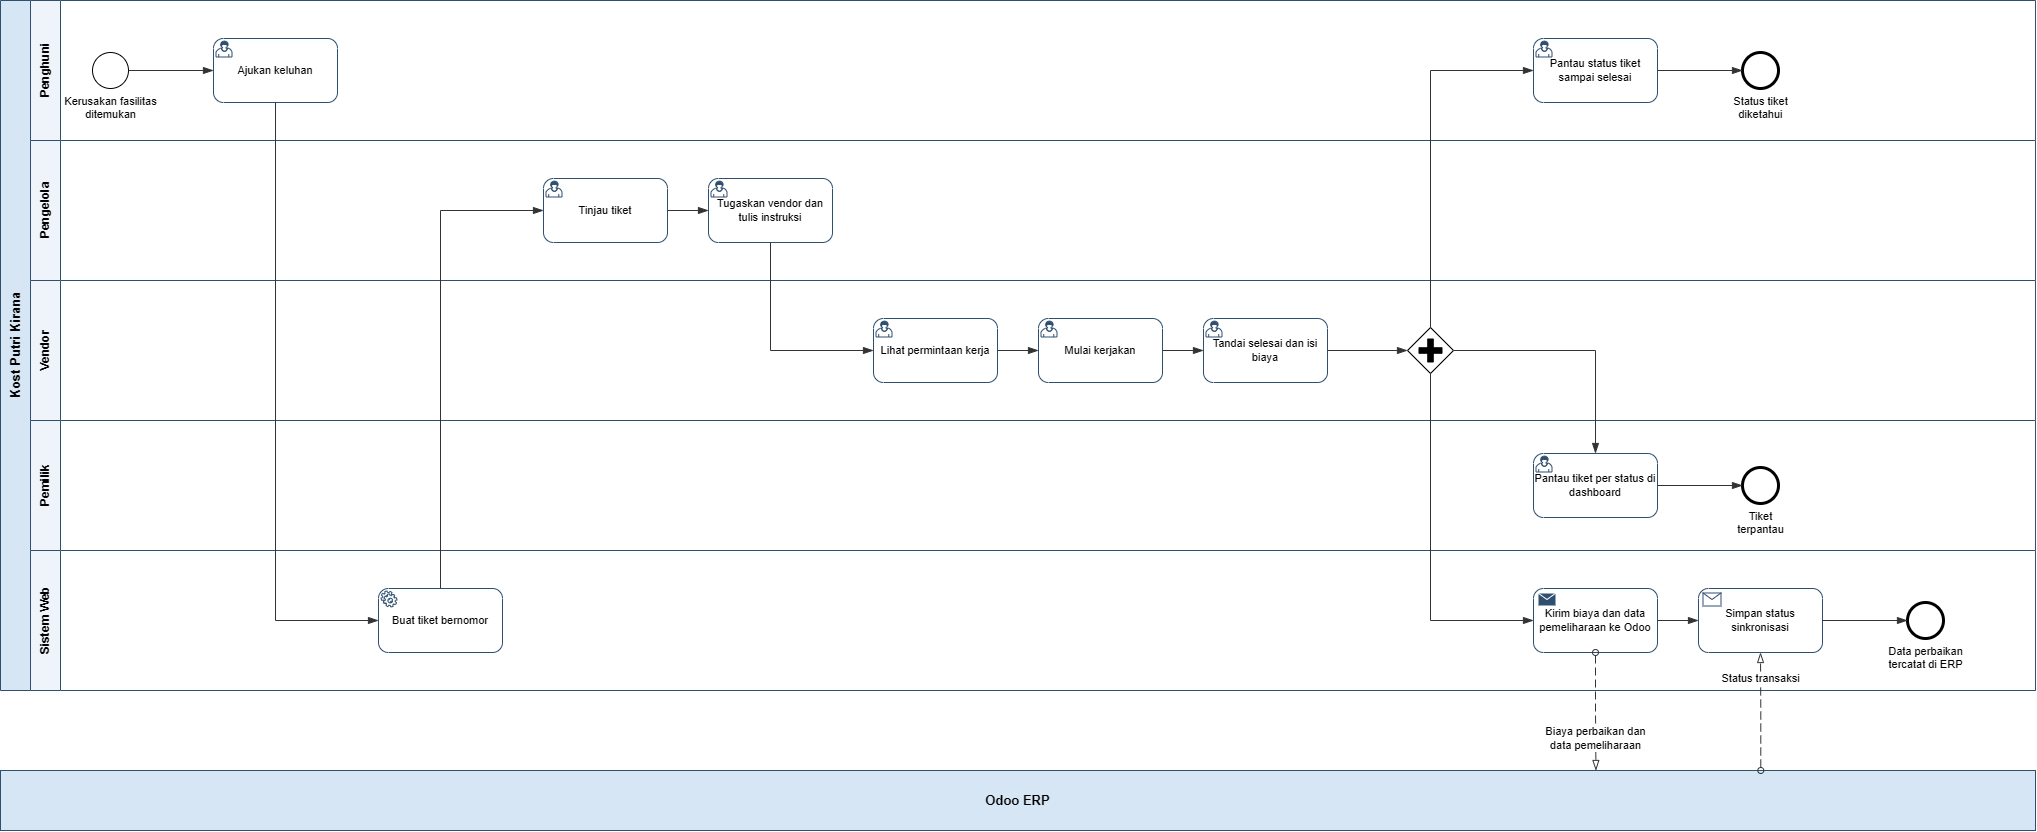 Kost Putri Kirana
Penghuni
Kerusakan fasilitas
ditemukan
Ajukan keluhan
Pantau status tiket
sampai selesai
Status tiket
diketahui
Pengelola
Tinjau tiket
Tugaskan vendor dan
tulis instruksi
Vendor
Lihat permintaan kerja
Mulai kerjakan
Tandai selesai dan isi
biaya
Pemilik
Pantau tiket per status di
dashboard
Tiket
terpantau
Sistem Web
Buat tiket bernomor
Kirim biaya dan data
pemeliharaan ke Odoo
Simpan status
sinkronisasi
Data perbaikan
tercatat di ERP
Status transaksi
Biaya perbaikan dan
data pemeliharaan
Odoo ERP